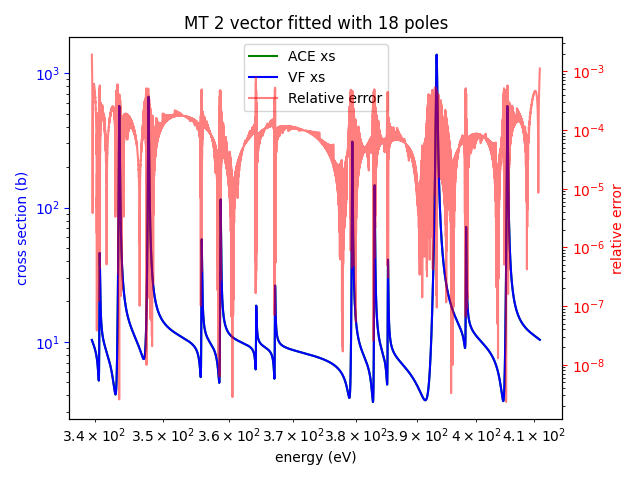 MT 2 vector fitted with 18 poles
ACE xs
VF xs
Relative error
cross section (b)
10³
10²
10¹
relative error
10⁻³
10⁻⁴
10⁻⁵
10⁻⁶
10⁻⁷
10⁻⁸
3.4 × 10² 3.5 × 10² 3.6 × 10² 3.7 × 10² 3.8 × 10² 3.9 × 10² 4 × 10² 4.1 × 10²
energy (eV)